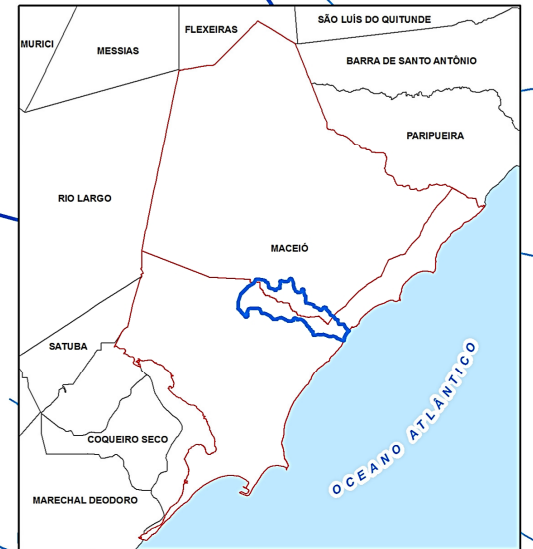 SÃO LUÍS DO QUITUNDE
FLEXEIRAS
MURICI
MESSIAS
BARRA DE SANTO ANTÔNIO
PARIPUEIRA
RIO LARGO
MACEIÓ
SATUBA
COQUEIRO SECO
MARECHAL DEODORO
OCEANO ATLÂNTICO